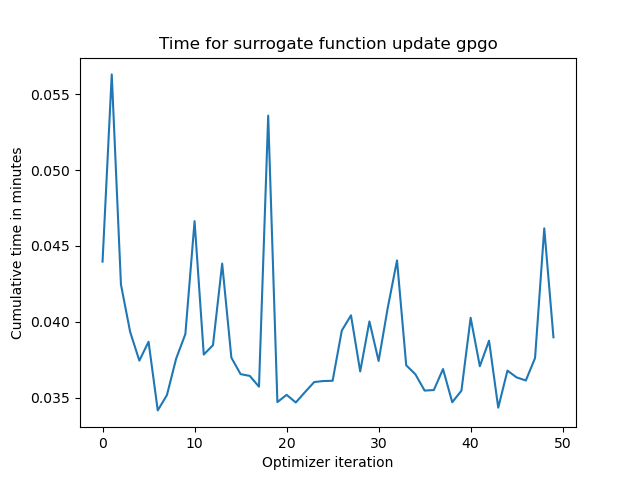 Time for surrogate function update gpgo
Cumulative time in minutes
0.055
0.050
0.045
0.040
0.035
0 10 20 30 40 50
Optimizer iteration